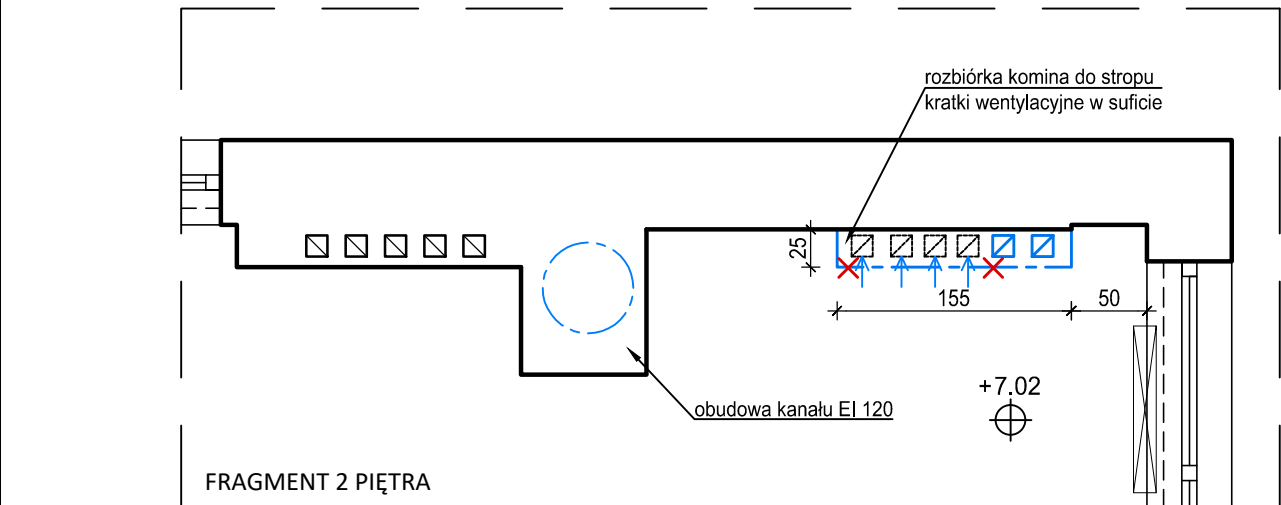 rozbiórka komina do stropu
kratki wentylacyjne w suficie
25
155
50
+7.02
obudowa kanału EI 120
FRAGMENT 2 PIĘTRA